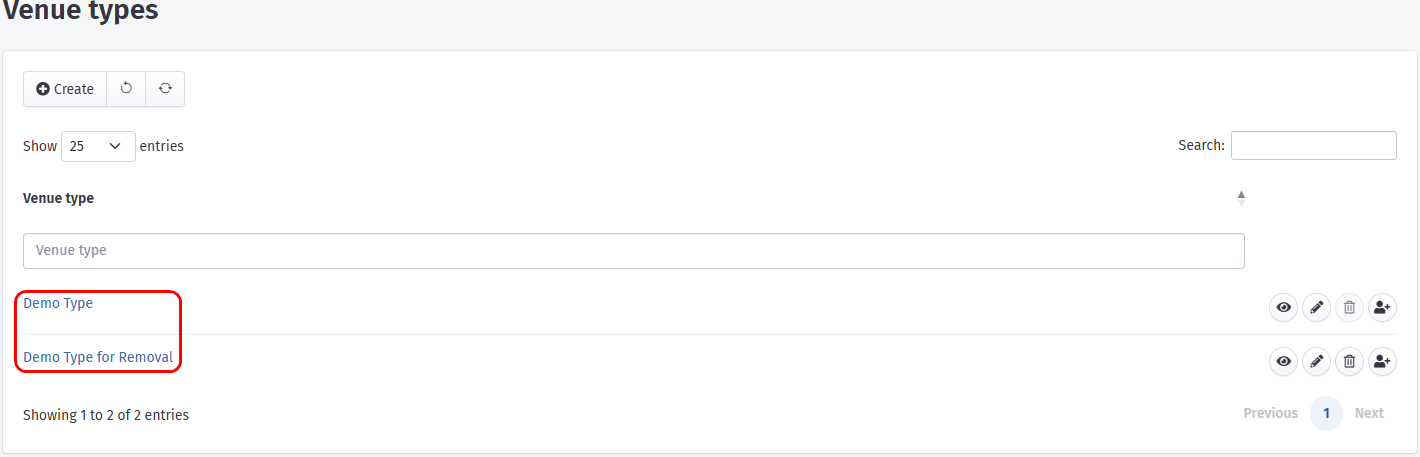 Venue types
Create
Show 25 entries
Search:
Venue type
Venue type
Demo Type
Demo Type for Removal
Showing 1 to 2 of 2 entries
Previous 1 Next